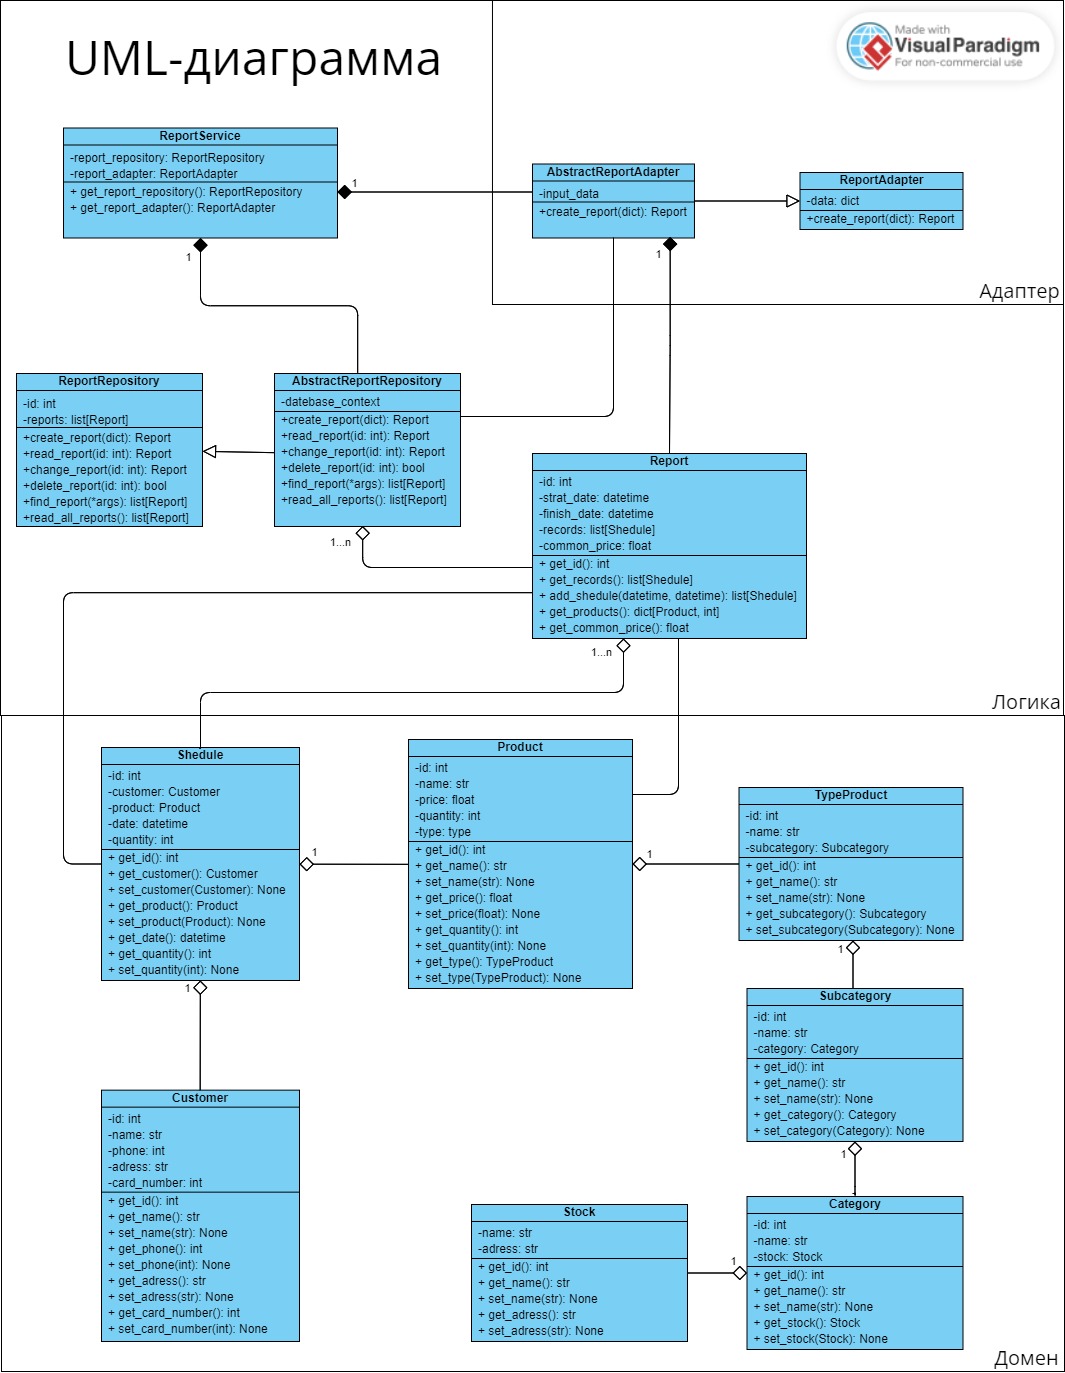 UML-диаграмма
Made with
VisualParadigm
For non-commercial use
ReportService
-report_repository: ReportRepository
-report_adapter: ReportAdapter
+ get_report_repository(): ReportRepository
+ get_report_adapter(): ReportAdapter
1
1
AbstractReportAdapter
-input_data
+create_report(dict): Report
1
ReportAdapter
-data: dict
+create_report(dict): Report
Адаптер
ReportRepository
-id: int
-reports: list[Report]
+create_report(dict): Report
+read_report(id: int): Report
+change_report(id: int): Report
+delete_report(id: int): bool
+find_report(*args): list[Report]
+read_all_reports(): list[Report]
AbstractReportRepository
-datebase_context
+create_report(dict): Report
+read_report(id: int): Report
+change_report(id: int): Report
+delete_report(id: int): bool
+find_report(*args): list[Report]
+read_all_reports(): list[Report]
1...n
Report
-id: int
-strat_date: datetime
-finish_date: datetime
-records: list[Shedule]
-common_price: float
+ get_id(): int
+ get_records(): list[Shedule]
+ add_shedule(datetime, datetime): list[Shedule]
+ get_products(): dict[Product, int]
+ get_common_price(): float
1...n
Логика
Shedule
-id: int
-customer: Customer
-product: Product
-date: datetime
-quantity: int
+ get_id(): int
+ get_customer(): Customer
+ set_customer(Customer): None
+ get_product(): Product
+ set_product(Product): None
+ get_date(): datetime
+ get_quantity(): int
+ set_quantity(int): None
1
1
Product
-id: int
-name: str
-price: float
-quantity: int
-type: type
+ get_id(): int
+ get_name(): str
+ set_name(str): None
+ get_price(): float
+ set_price(float): None
+ get_quantity(): int
+ set_quantity(int): None
+ get_type(): TypeProduct
+ set_type(TypeProduct): None
1
TypeProduct
-id: int
-name: str
-subcategory: Subcategory
+ get_id(): int
+ get_name(): str
+ set_name(str): None
+ get_subcategory(): Subcategory
+ set_subcategory(Subcategory): None
1
Subcategory
-id: int
-name: str
-category: Category
+ get_id(): int
+ get_name(): str
+ set_name(str): None
+ get_category(): Category
+ set_category(Category): None
1
Customer
-id: int
-name: str
-phone: int
-adress: str
-card_number: int
+ get_id(): int
+ get_name(): str
+ set_name(str): None
+ get_phone(): int
+ set_phone(int): None
+ get_adress(): str
+ set_adress(str): None
+ get_card_number(): int
+ set_card_number(int): None
Stock
-name: str
-adress: str
+ get_id(): int
+ get_name(): str
+ set_name(str): None
+ get_adress(): str
+ set_adress(str): None
1
Category
-id: int
-name: str
-stock: Stock
+ get_id(): int
+ get_name(): str
+ set_name(str): None
+ get_stock(): Stock
+ set_stock(Stock): None
Домен